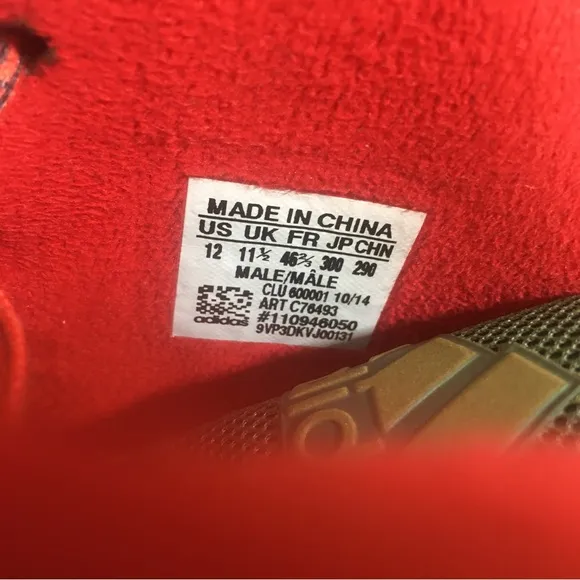 MADE IN CHINA
US UK FR JP CHN
12 11½ 46⅔ 300 290
MALE/MÂLE
CLU 600001 10/14
ART C76493
#110946050
9VP3DKVJ00131
adidas